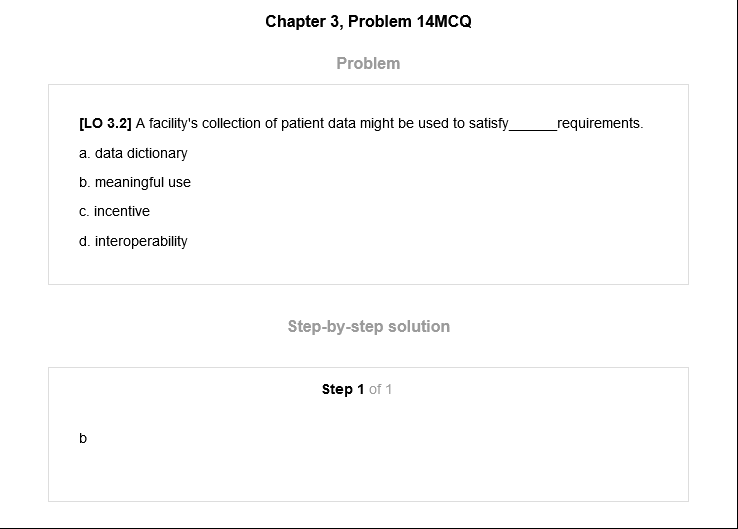 Chapter 3, Problem 14MCQ
Problem
[LO 3.2] A facility's collection of patient data might be used to satisfy______requirements.
a. data dictionary
b. meaningful use
c. incentive
d. interoperability
Step-by-step solution
Step 1 of 1
b